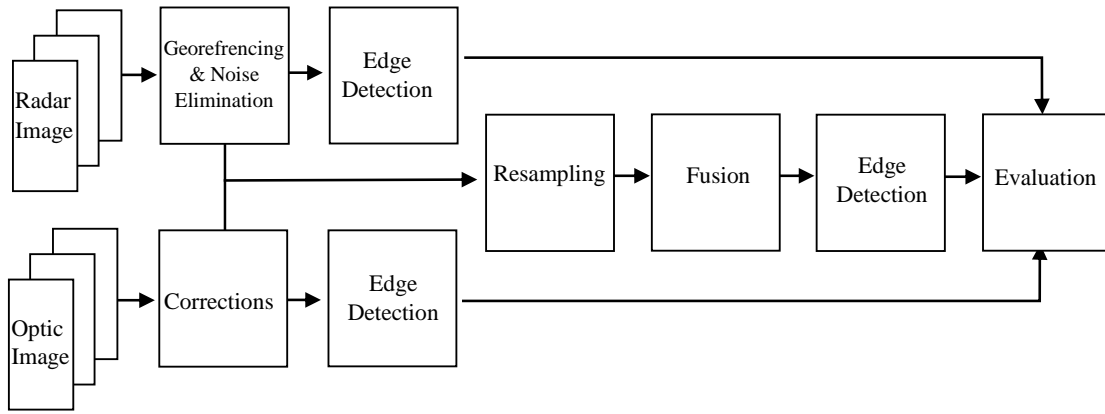 Radar
Image
Georefrencing
& Noise
Elimination
Edge
Detection
Resampling
Fusion
Edge
Detection
Evaluation
Optic
Image
Corrections
Edge
Detection